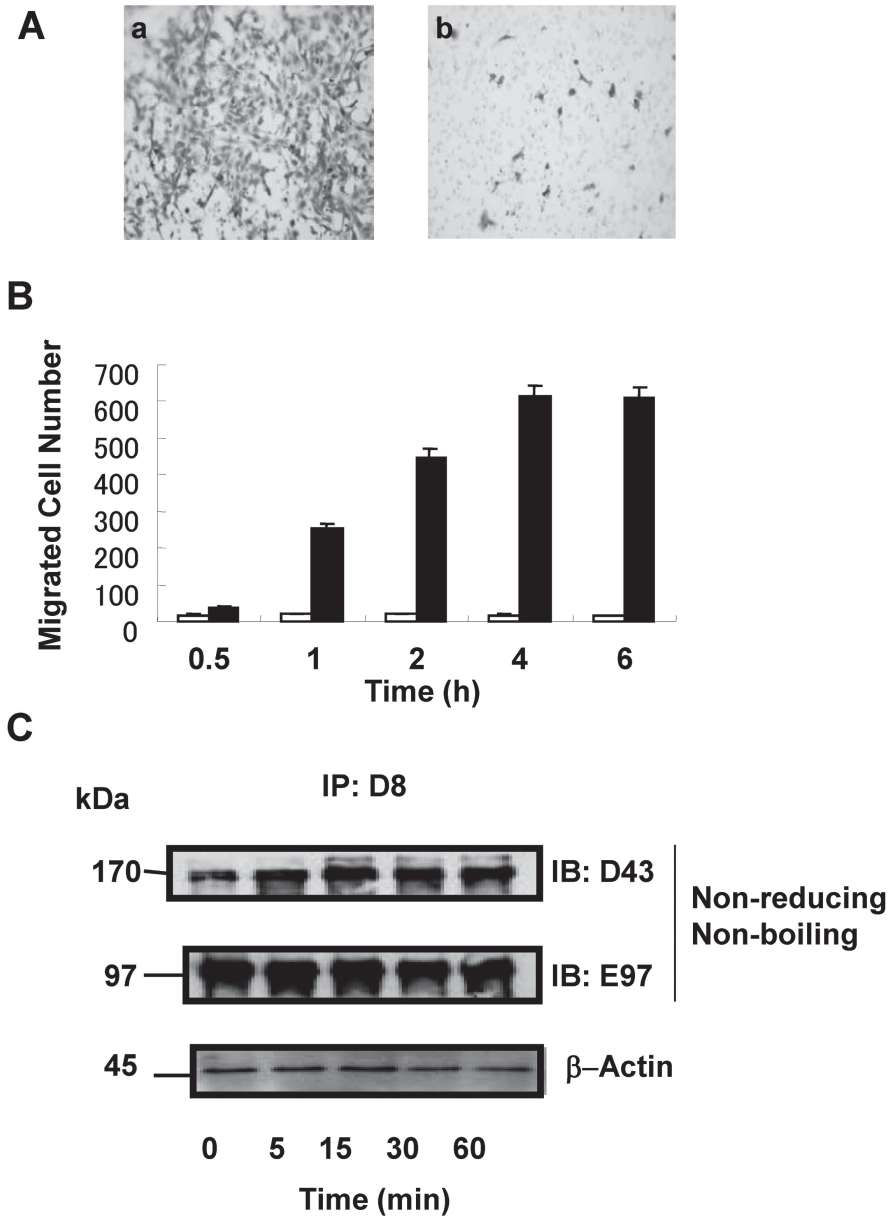 A
a
b
B
Migrated Cell Number
700
600
500
400
300
200
100
0
0.5 1 2 4 6
Time (h)
C
IP: D8
kDa
170
IB: D43
97
IB: E97
Non-reducing
Non-boiling
45
β–Actin
0 5 15 30 60
Time (min)